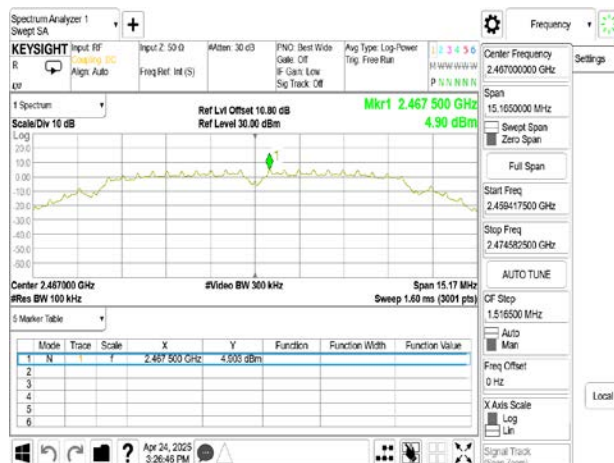 Spectrum Analyzer 1
Swept SA
Frequency
KEYSIGHT
Input: RF
Coupling: DC
Align: Auto
Input Z: 50 Ω
Freq Ref: Int (S)
#Atten: 30 dB
PNO: Best Wide
Gate: Off
IF Gain: Low
Sig Track: Off
Avg Type: Log-Power
Trig: Free Run
1 2 3 4 5 6
M W W W W W
P N N N N N
R
1 Spectrum
Scale/Div 10 dB
Ref Lvl Offset 10.80 dB
Ref Level 30.00 dBm
Mkr1 2.467 500 GHz
4.90 dBm
Log
20.0
10.0
0.00
-10.0
-20.0
-30.0
-40.0
-50.0
-60.0
1
Center 2.467000 GHz
#Res BW 100 kHz
#Video BW 300 kHz
Span 15.17 MHz
Sweep 1.60 ms (3001 pts)
5 Marker Table
Mode Trace Scale X Y Function Function Width Function Value
1 N 1 f 2.467 500 GHz 4.903 dBm
2
3
4
5
6
Apr 24, 2025
3:26:46 PM
Center Frequency
2.467000000 GHz
Settings
Span
15.1650000 MHz
Swept Span
Zero Span
Full Span
Start Freq
2.459417500 GHz
Stop Freq
2.474582500 GHz
AUTO TUNE
CF Step
1.516500 MHz
Auto
Man
Freq Offset
0 Hz
X Axis Scale
Log
Lin
Local
Signal Track